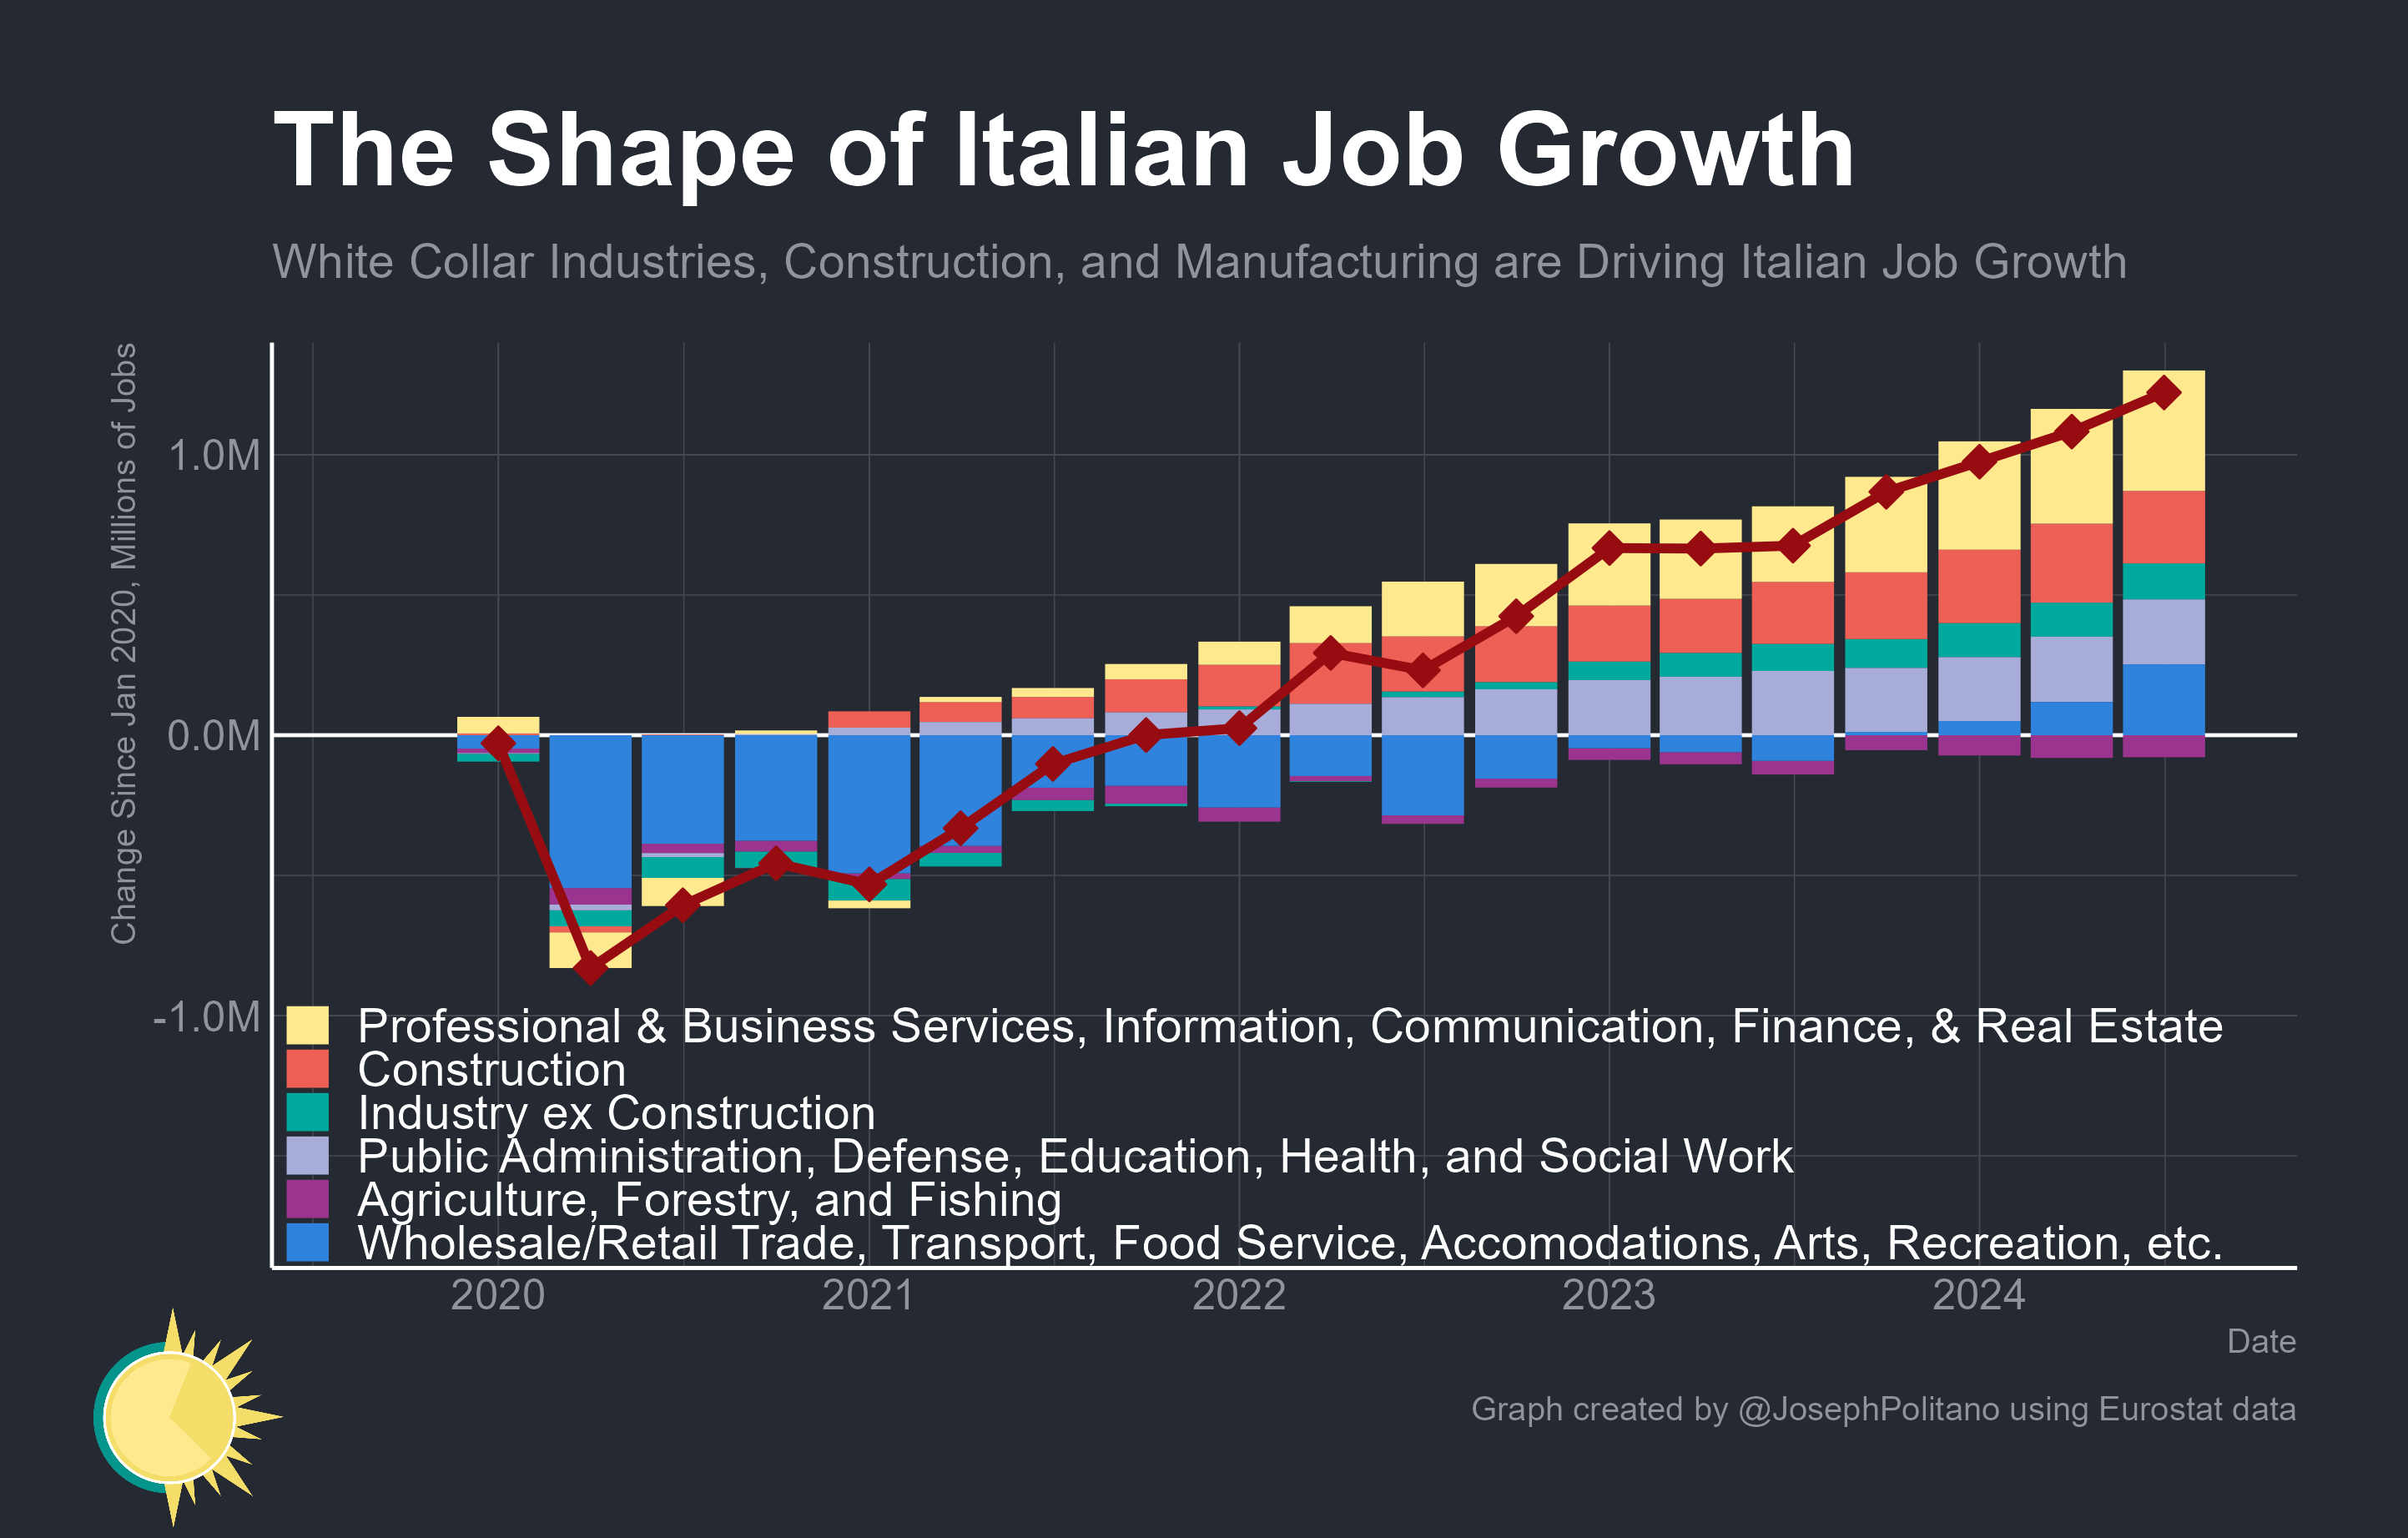 The Shape of Italian Job Growth
White Collar Industries, Construction, and Manufacturing are Driving Italian Job Growth
Change Since Jan 2020, Millions of Jobs
1.0M
0.0M
-1.0M
Professional & Business Services, Information, Communication, Finance, & Real Estate
Construction
Industry ex Construction
Public Administration, Defense, Education, Health, and Social Work
Agriculture, Forestry, and Fishing
Wholesale/Retail Trade, Transport, Food Service, Accomodations, Arts, Recreation, etc.
2020 2021 2022 2023 2024
Date
Graph created by @JosephPolitano using Eurostat data